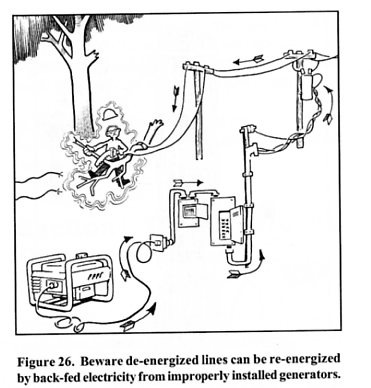 Figure 26. Beware de-energized lines can be re-energized
by back-fed electricity from improperly installed generators.